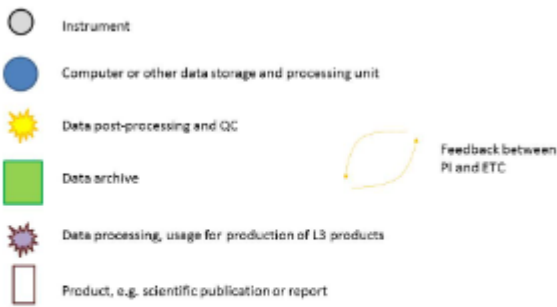 Instrument
Computer or other data storage and processing unit
Data post-processing and QC
Feedback between
PI and ETC
Data archive
Data processing, usage for production of L3 products
Product, e.g. scientific publication or report